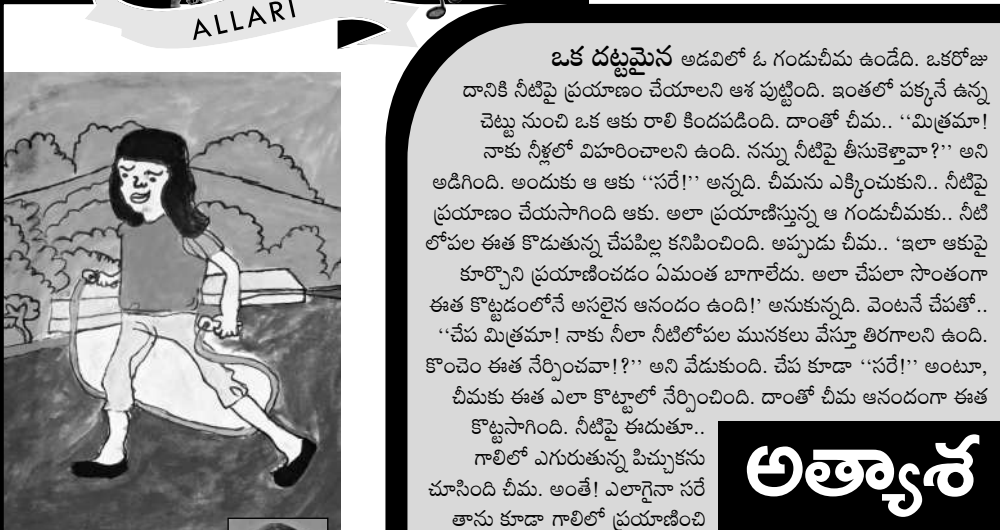 ALLARI
ఒక దట్టమైన అడవిలో ఓ గండుచీమ ఉండేది. ఒకరోజు
దానికి నీటిపై ప్రయాణం చేయాలని ఆశ పుట్టింది. ఇంతలో పక్కనే ఉన్న
చెట్టు నుంచి ఒక ఆకు రాలి కిందపడింది. దాంతో చీమ.. ‘‘మిత్రమా!
నాకు నీళ్లలో విహరించాలని ఉంది. నన్ను నీటిపై తీసుకెళ్తావా?’’ అని
అడిగింది. అందుకు ఆ ఆకు ‘‘సరే!’’ అన్నది. చీమను ఎక్కించుకుని.. నీటిపై
ప్రయాణం చేయసాగింది ఆకు. అలా ప్రయాణిస్తున్న ఆ గండుచీమకు.. నీటి
లోపల ఈత కొడుతున్న చేపపిల్ల కనిపించింది. అప్పుడు చీమ.. ‘ఇలా ఆకుపై
కూర్చొని ప్రయాణించడం ఏమంత బాగాలేదు. అలా చేపలా సొంతంగా
ఈత కొట్టడంలోనే అసలైన ఆనందం ఉంది!’ అనుకున్నది. వెంటనే చేపతో..
‘‘చేప మిత్రమా! నాకు నీలా నీటిలోపల మునకలు వేస్తూ తిరగాలని ఉంది.
కొంచెం ఈత నేర్పించవా!?’’ అని వేడుకుంది. చేప కూడా ‘‘సరే!’’ అంటూ,
చీమకు ఈత ఎలా కొట్టాలో నేర్పించింది. దాంతో చీమ ఆనందంగా ఈత
కొట్టసాగింది. నీటిపై ఈదుతూ..
గాలిలో ఎగురుతున్న పిచ్చుకను
చూసింది చీమ. అంతే! ఎలాగైనా సరే
తాను కూడా గాలిలో ప్రయాణించి
అత్యాశ